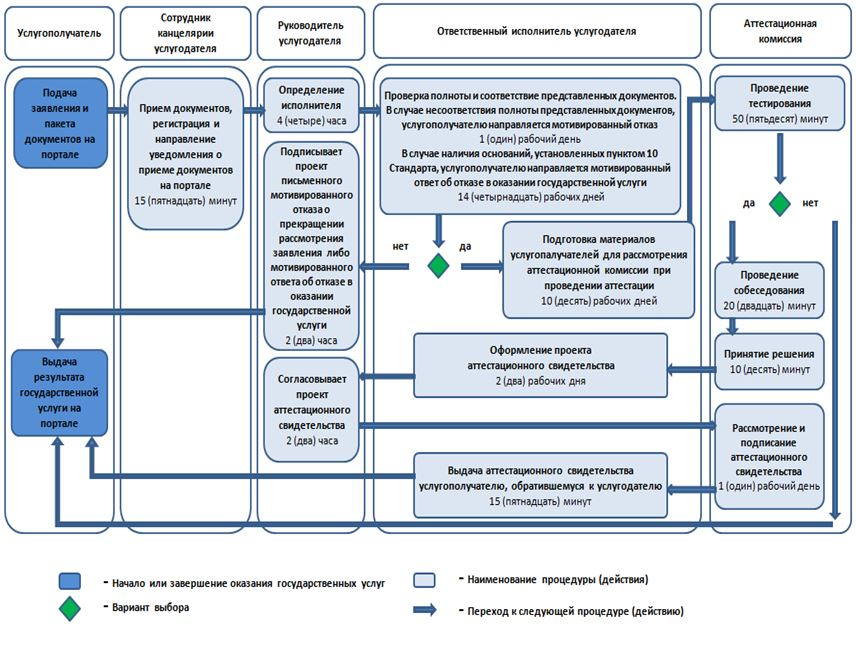 Услугополучатель
Сотрудник
канцелярии
услугодателя
Руководитель
услугодателя
Ответственный исполнитель услугодателя
Аттестационная
комиссия
Подача
заявления и
пакета
документов на
портале
Прием документов,
регистрация и
направление
уведомления о
приеме документов
на портале
15 (пятнадцать) минут
Определение
исполнителя
4 (четыре) часа
Проверка полноты и соответствие представленных документов.
В случае несоответствия полноты представленных документов,
услугополучателю направляется мотивированный отказ
1 (один) рабочий день
В случае наличия оснований, установленных пунктом 10
Стандарта, услугополучателю направляется мотивированный
ответ об отказе в оказании государственной услуги
14 (четырнадцать) рабочих дней
Проведение
тестирования
50 (пятьдесят) минут
Подписывает
проект
письменного
мотивированного
отказа о
прекращении
рассмотрения
заявления либо
мотивированного
ответа об отказе в
оказании
государственной
услуги
2 (два) часа
нет
да
Подготовка материалов
услугопалучателей для рассмотрения
аттестационной комиссии при
проведении аттестации
10 (десять) рабочих дней
да
нет
Проведение
собеседования
20 (двадцать) минут
Выдача
результата
государственной
услуги на
портале
Согласовывает
проект
аттестационного
свидетельства
2 (два) часа
Оформление проекта
аттестационного свидетельства
2 (два) рабочих дня
Принятие решения
10 (десять) минут
Рассмотрение и
подписание
аттестационного
свидетельства
1 (один) рабочий день
Выдача аттестационного свидетельства
услугополучателю, обратившемуся к услугодателю
15 (пятнадцать) минут
- Начало или завершение оказания государственных услуг
- Вариант выбора
- Наименование процедуры (действия)
- Переход к следующей процедуре (действию)